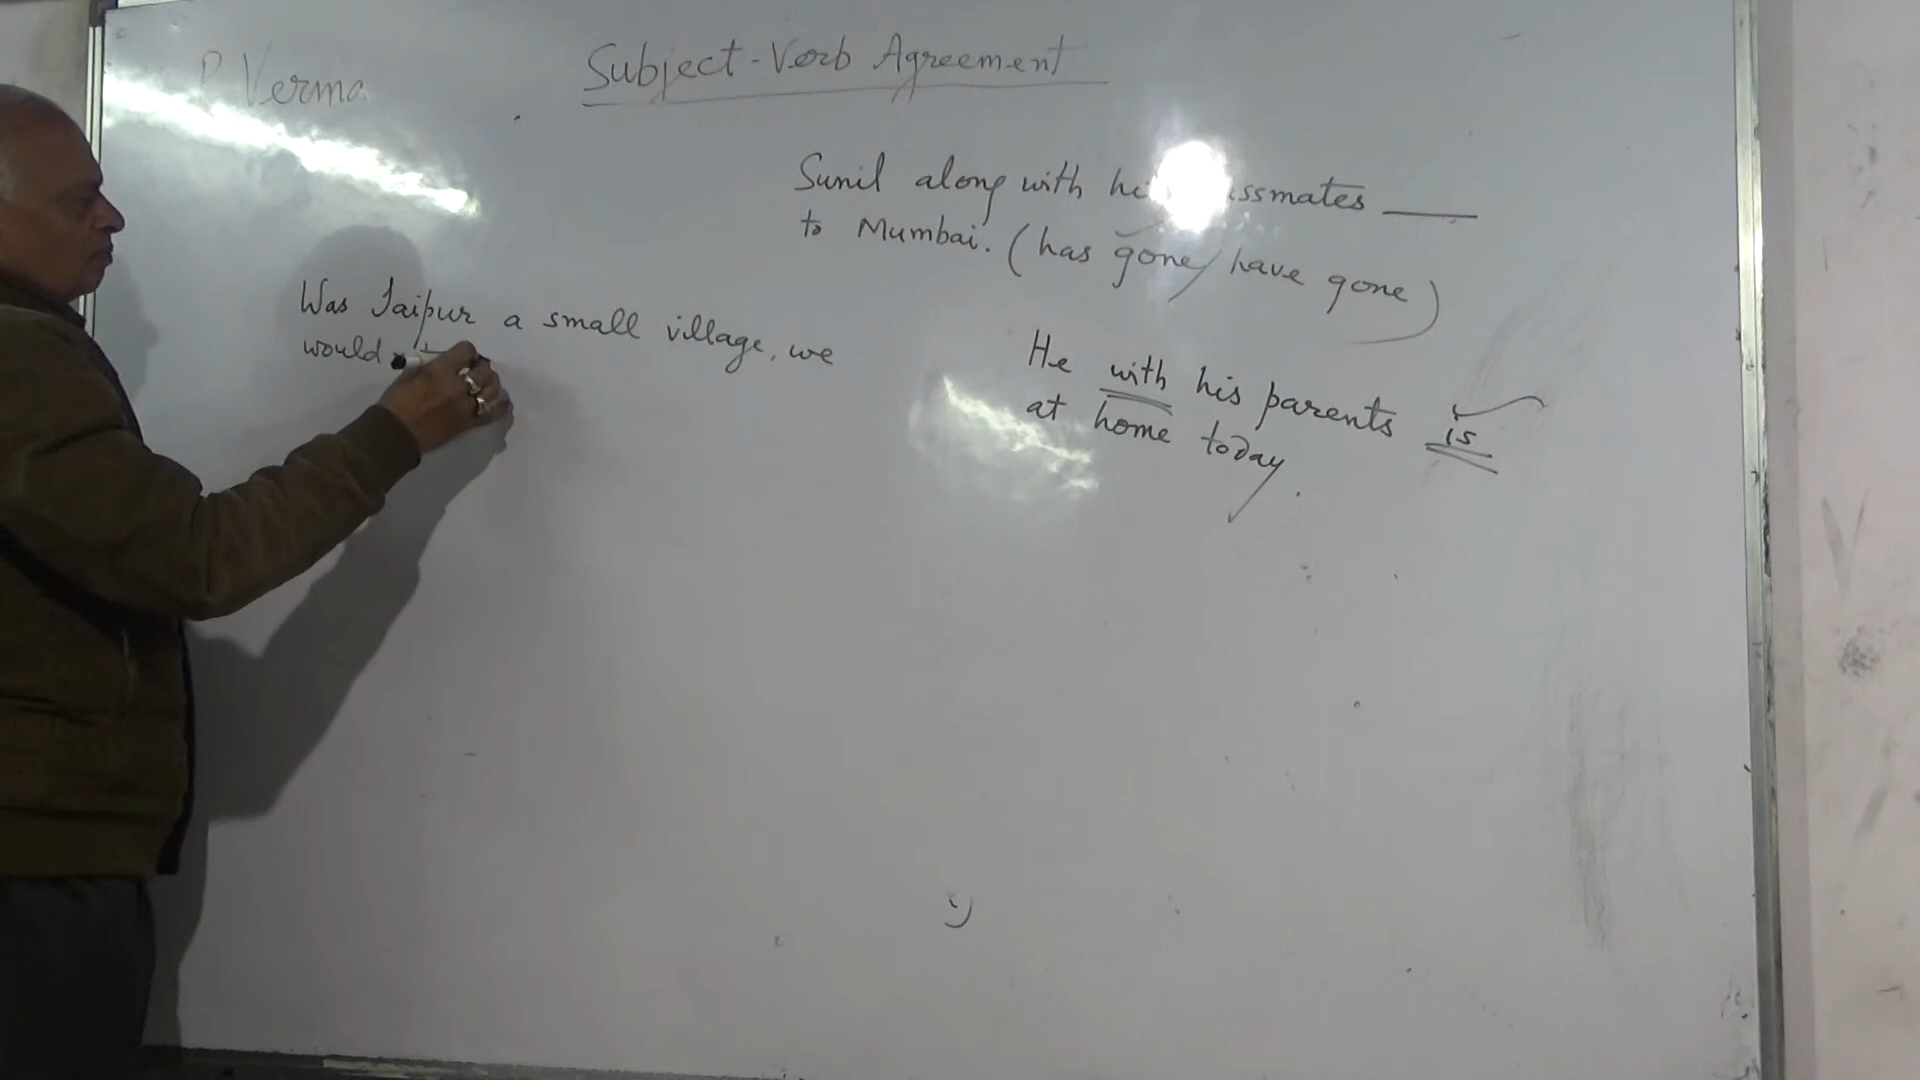 P Verma
Subject-Verb Agreement
Sunil along with ssmates ____
to Mumbai. (has gone/ have gone)
Was Jaipur a small village, we
would
He with his parents is
at home today.